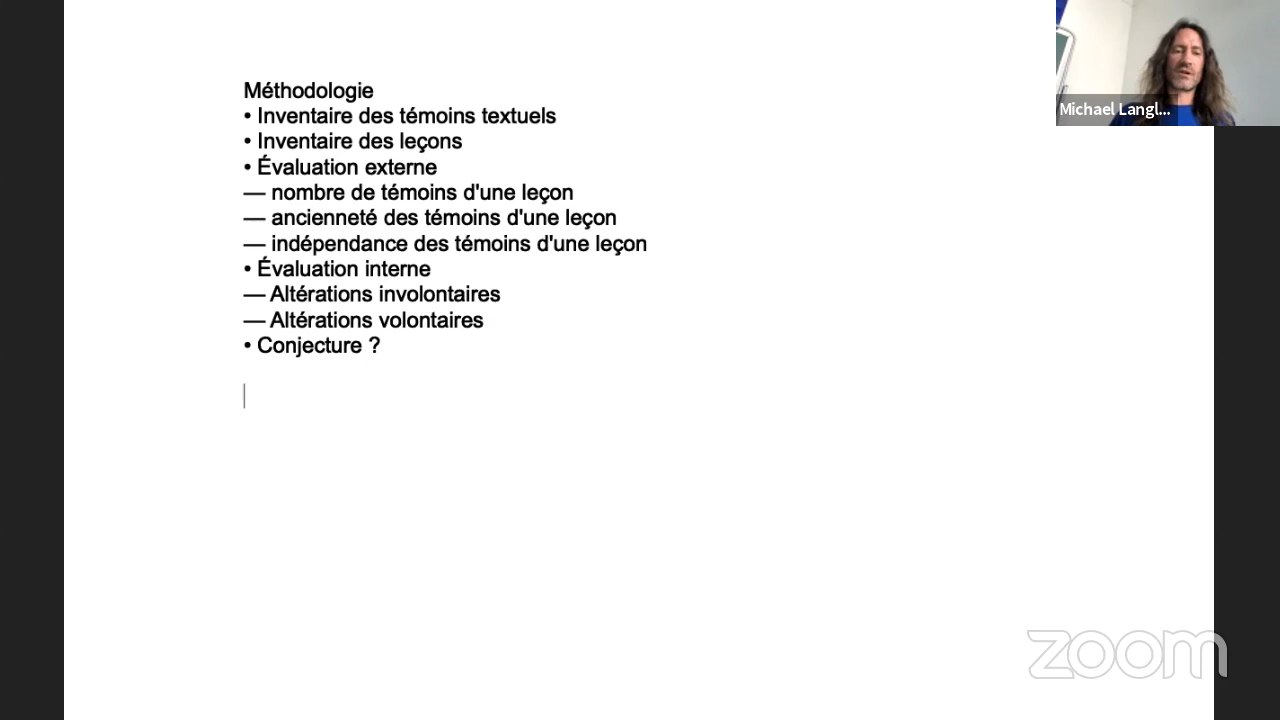 Méthodologie
• Inventaire des témoins textuels
• Inventaire des leçons
• Évaluation externe
— nombre de témoins d'une leçon
— ancienneté des témoins d'une leçon
— indépendance des témoins d'une leçon
• Évaluation interne
— Altérations involontaires
— Altérations volontaires
• Conjecture ?
Michael Langl...
zoom